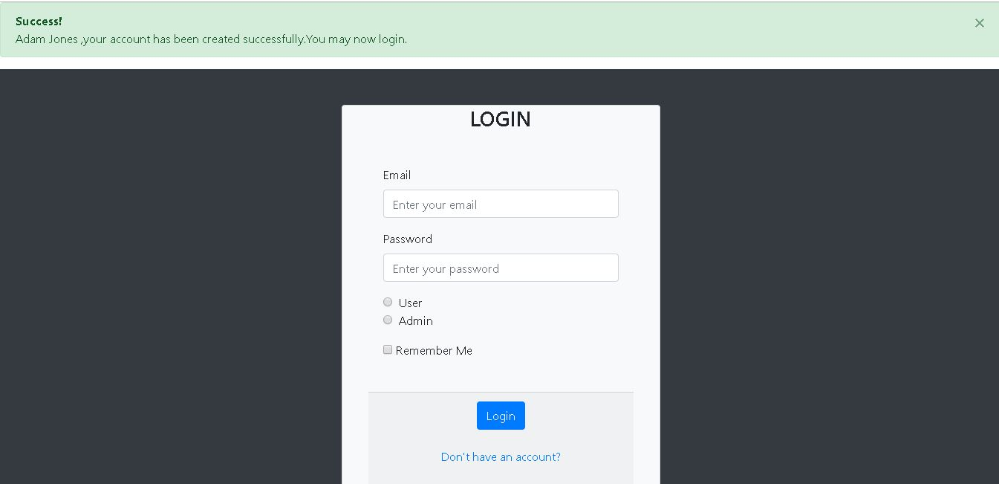 Success!
Adam Jones ,your account has been created successfully.You may now login.
×
LOGIN
Email
Enter your email
Password
Enter your password
User
Admin
Remember Me
Login
Don't have an account?